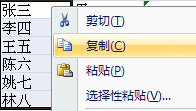 张三
李四
王五
陈六
姚七
林八
剪切(T)
复制(C)
粘贴(P)
选择性粘贴(V)...